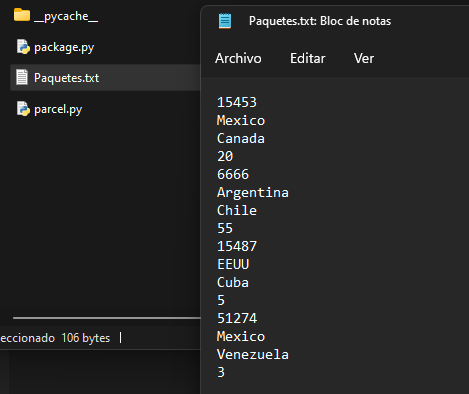 __pycache__
package.py
Paquetes.txt
parcel.py
eccionado 106 bytes
Paquetes.txt: Bloc de notas
Archivo Editar Ver
15453
Mexico
Canada
20
6666
Argentina
Chile
55
15487
EEUU
Cuba
5
51274
Mexico
Venezuela
3